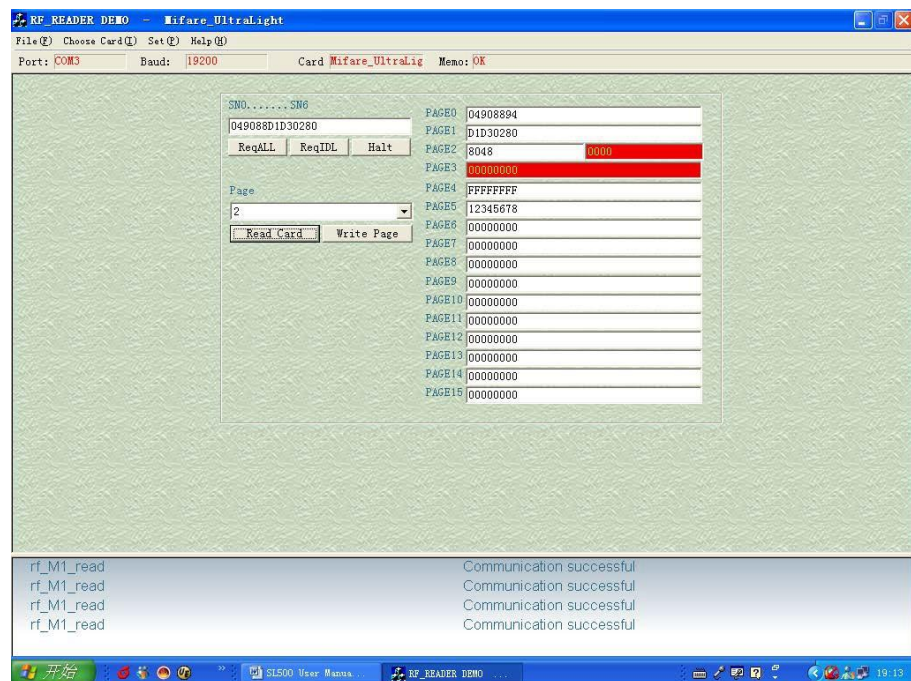 RF_READER DEMO - Mifare_UltraLight
File(F) Choose Card(I) Set(P) Help(H)
Port: COM3 Baud: 19200 Card Mifare_UltraLig Memo: OK
SN0.......SN6
049088D1D30280
ReqALL ReqIDL Halt
Page
2
Read Card Write Page
PAGE0 04908894
PAGE1 D1D30280
PAGE2 8048 0000
PAGE3 00000000
PAGE4 FFFFFFFF
PAGE5 12345678
PAGE6 00000000
PAGE7 00000000
PAGE8 00000000
PAGE9 00000000
PAGE10 00000000
PAGE11 00000000
PAGE12 00000000
PAGE13 00000000
PAGE14 00000000
PAGE15 00000000
rf_M1_read Communication successful
rf_M1_read Communication successful
rf_M1_read Communication successful
rf_M1_read Communication successful
开始 SL500 User Manua... RF_READER DEMO ... 19:13